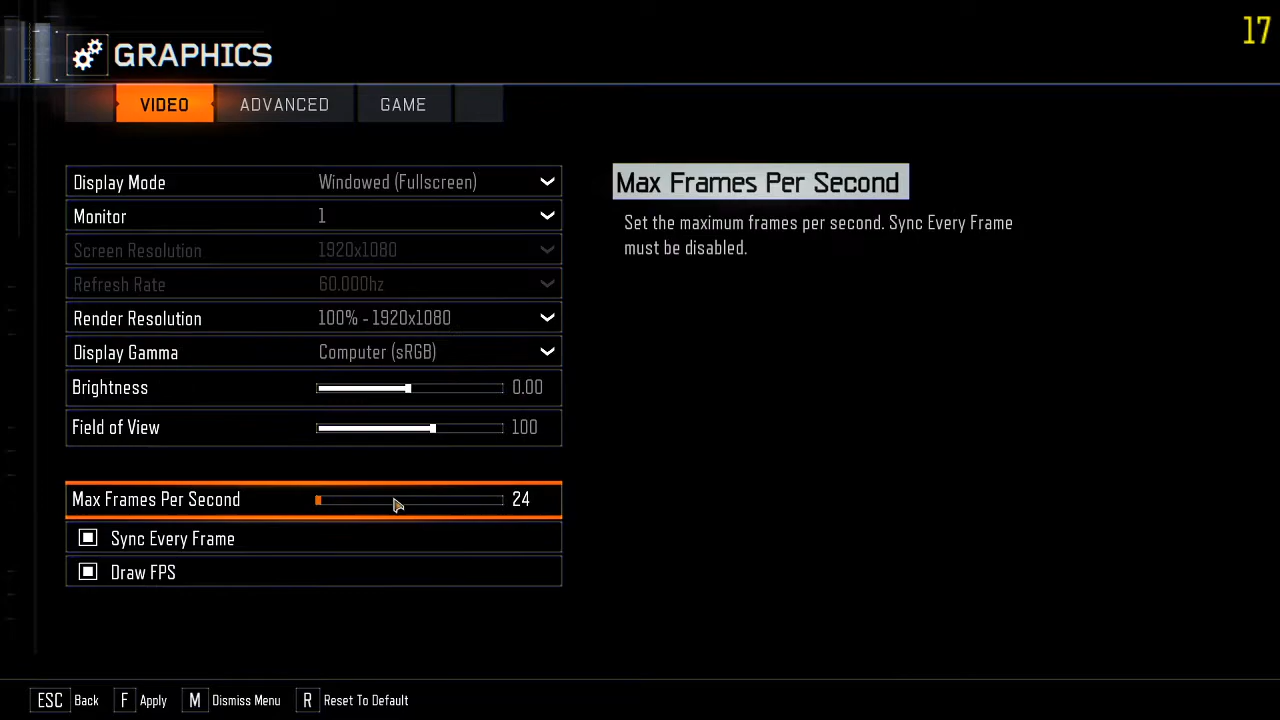 17
GRAPHICS
VIDEO ADVANCED GAME
Display Mode Windowed (Fullscreen)
Monitor 1
Screen Resolution 1920x1080
Refresh Rate 60.000hz
Render Resolution 100% - 1920x1080
Display Gamma Computer (sRGB)
Brightness 0.00
Field of View 100
Max Frames Per Second 24
Sync Every Frame
Draw FPS
Max Frames Per Second
Set the maximum frames per second. Sync Every Frame
must be disabled.
ESC Back F Apply M Dismiss Menu R Reset To Default